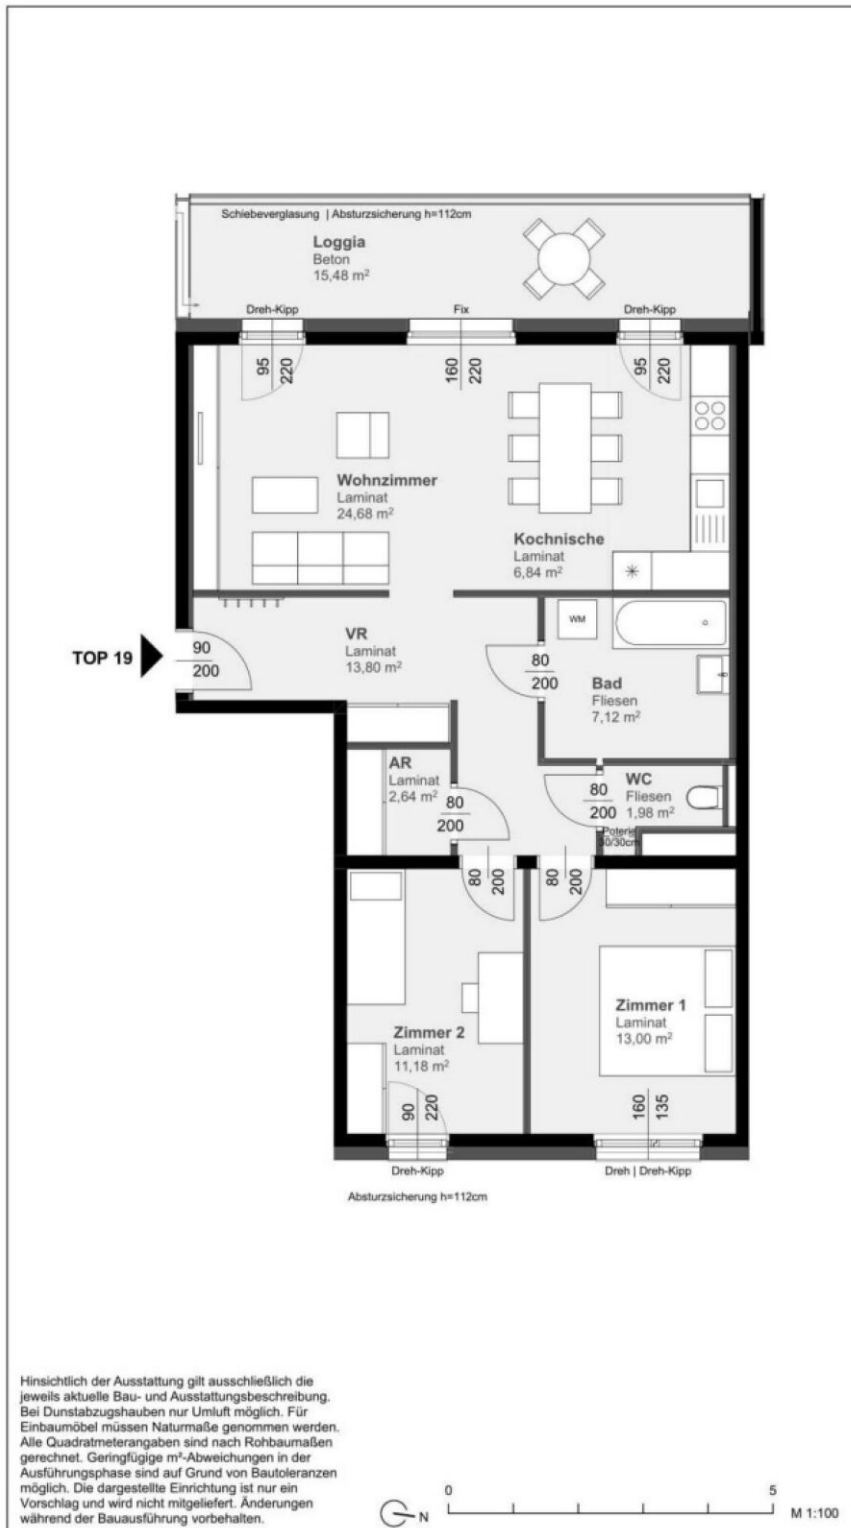 Schiebeverglasung | Absturzsicherung h=112cm
Loggia
Beton
15,48 m²
Dreh-Kipp
Fix
Dreh-Kipp
95
220
160
220
95
220
Wohnzimmer
Laminat
24,68 m²
Kochnische
Laminat
6,84 m²
TOP 19
90
200
VR
Laminat
13,80 m²
WM
80
200
Bad
Fliesen
7,12 m²
AR
Laminat
2,64 m²
80
200
WC
Fliesen
1,98 m²
80
200
Poterie
30/30cm
80
200
80
200
Zimmer 1
Laminat
13,00 m²
Zimmer 2
Laminat
11,18 m²
90
220
160
135
Dreh-Kipp
Dreh | Dreh-Kipp
Absturzsicherung h=112cm
Hinsichtlich der Ausstattung gilt ausschließlich die
jeweils aktuelle Bau- und Ausstattungsbeschreibung.
Bei Dunstabzugshauben nur Umluft möglich. Für
Einbaumöbel müssen Naturmaße genommen werden.
Alle Quadratmeterangaben sind nach Rohbaumaßen
gerechnet. Geringfügige m²-Abweichungen in der
Ausführungsphase sind auf Grund von Bautoleranzen
möglich. Die dargestellte Einrichtung ist nur ein
Vorschlag und wird nicht mitgeliefert. Änderungen
während der Bauausführung vorbehalten.
N
0
5
M 1:100